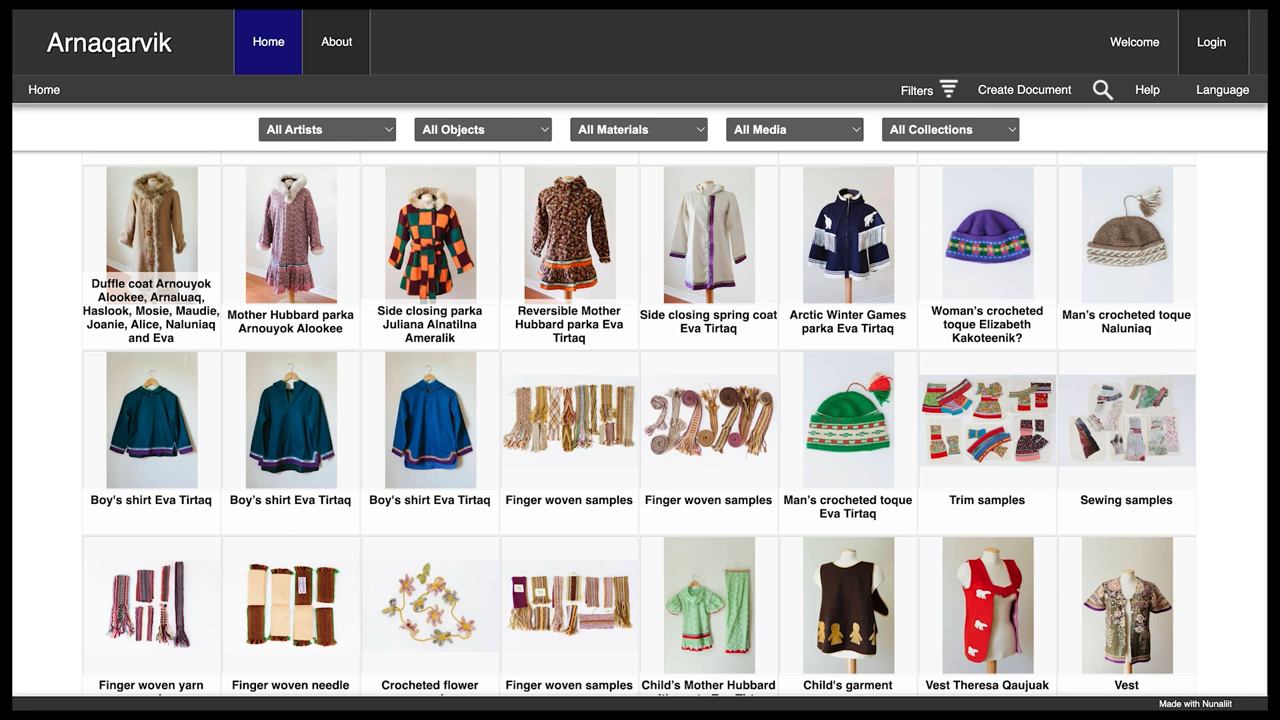 Arnaqarvik
Home
About
Welcome
Login
Home
Filters
Create Document
Help
Language
All Artists
All Objects
All Materials
All Media
All Collections
Duffle coat Arnouyok
Alookee, Arnaluaq,
Haslook, Mosie, Maudie,
Joanie, Alice, Naluniaq
and Eva
Mother Hubbard parka
Arnouyok Alookee
Side closing parka
Juliana Alnatilna
Ameralik
Reversible Mother
Hubbard parka Eva
Tirtaq
Side closing spring coat
Eva Tirtaq
Arctic Winter Games
parka Eva Tirtaq
Woman's crocheted
toque Elizabeth
Kakoteenik?
Man's crocheted toque
Naluniaq
Boy's shirt Eva Tirtaq
Boy's shirt Eva Tirtaq
Boy's shirt Eva Tirtaq
Finger woven samples
Finger woven samples
Man's crocheted toque
Eva Tirtaq
Trim samples
Sewing samples
Finger woven yarn
Finger woven needle
Crocheted flower
Finger woven samples
Child's Mother Hubbard
Child's garment
Vest Theresa Qaujuak
Vest
Made with Nunaliit